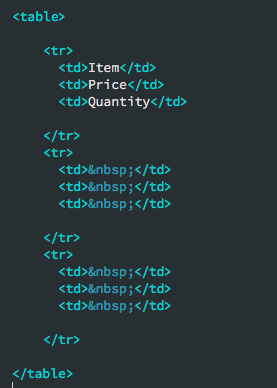 <table>
<tr>
<td>Item</td>
<td>Price</td>
<td>Quantity</td>
</tr>
<tr>
<td>&nbsp;</td>
<td>&nbsp;</td>
<td>&nbsp;</td>
</tr>
<tr>
<td>&nbsp;</td>
<td>&nbsp;</td>
<td>&nbsp;</td>
</tr>
</table>